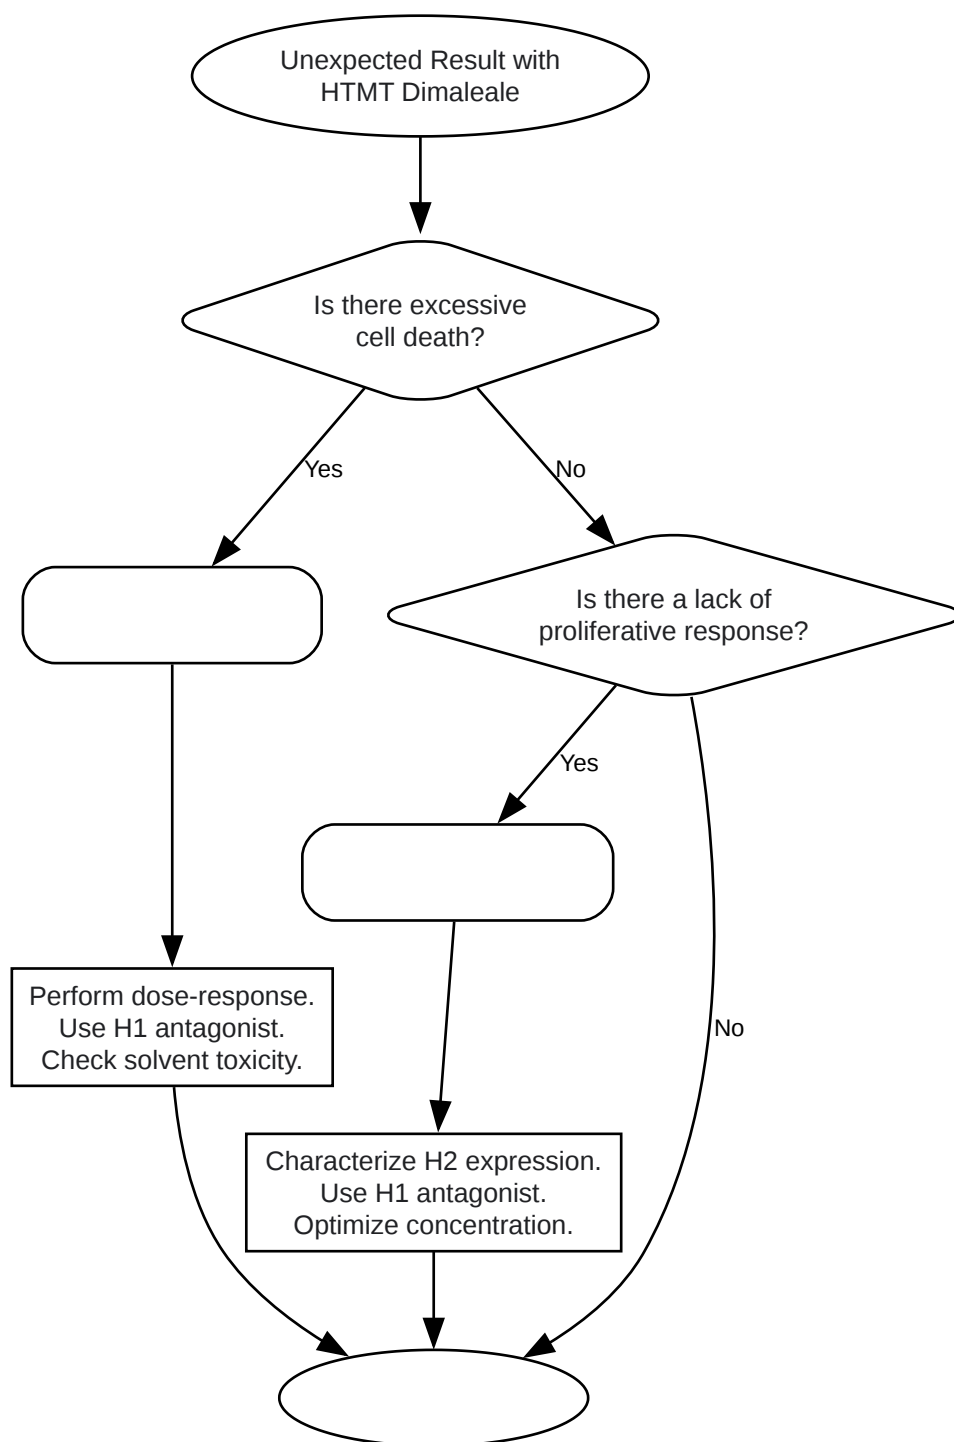 Unexpected Result with
HTMT Dimaleale
Is there excessive
cell death?
Yes
No
Is there a lack of
proliferative response?
Yes
No
Perform dose-response.
Use H1 antagonist.
Check solvent toxicity.
Characterize H2 expression.
Use H1 antagonist.
Optimize concentration.